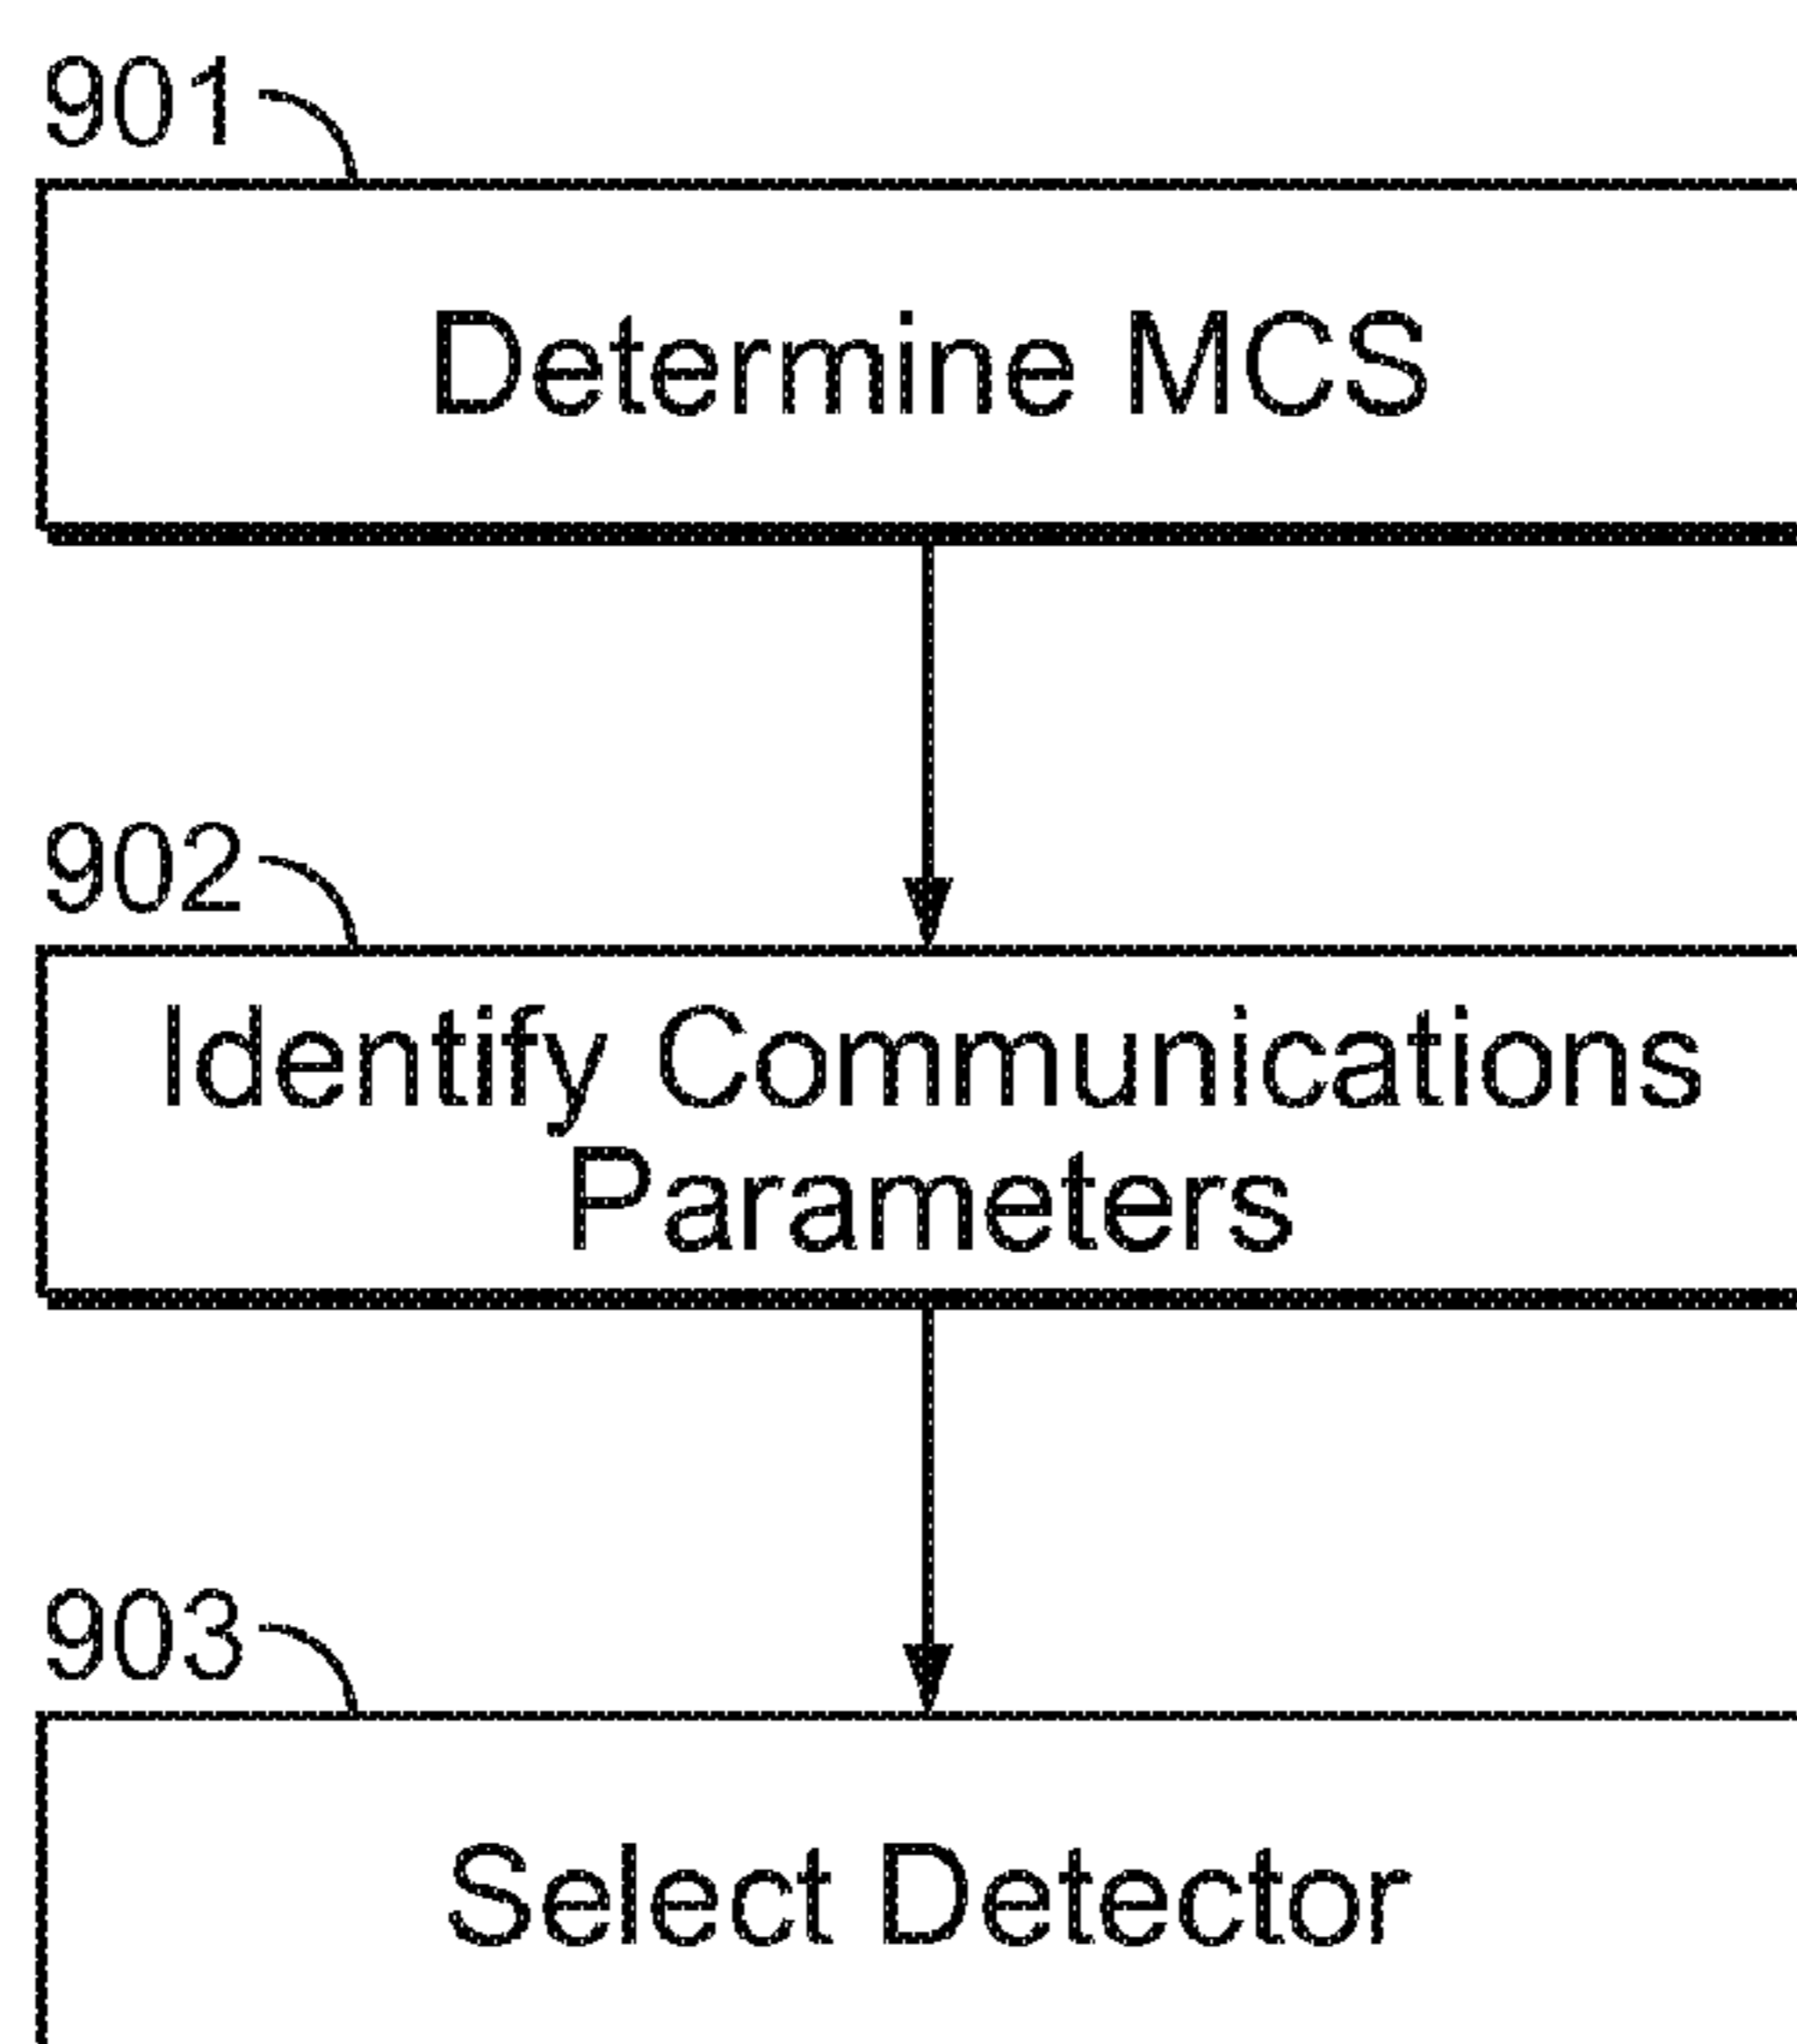 901
Determine MCS
902
Identify Communications
Parameters
903
Select Detector